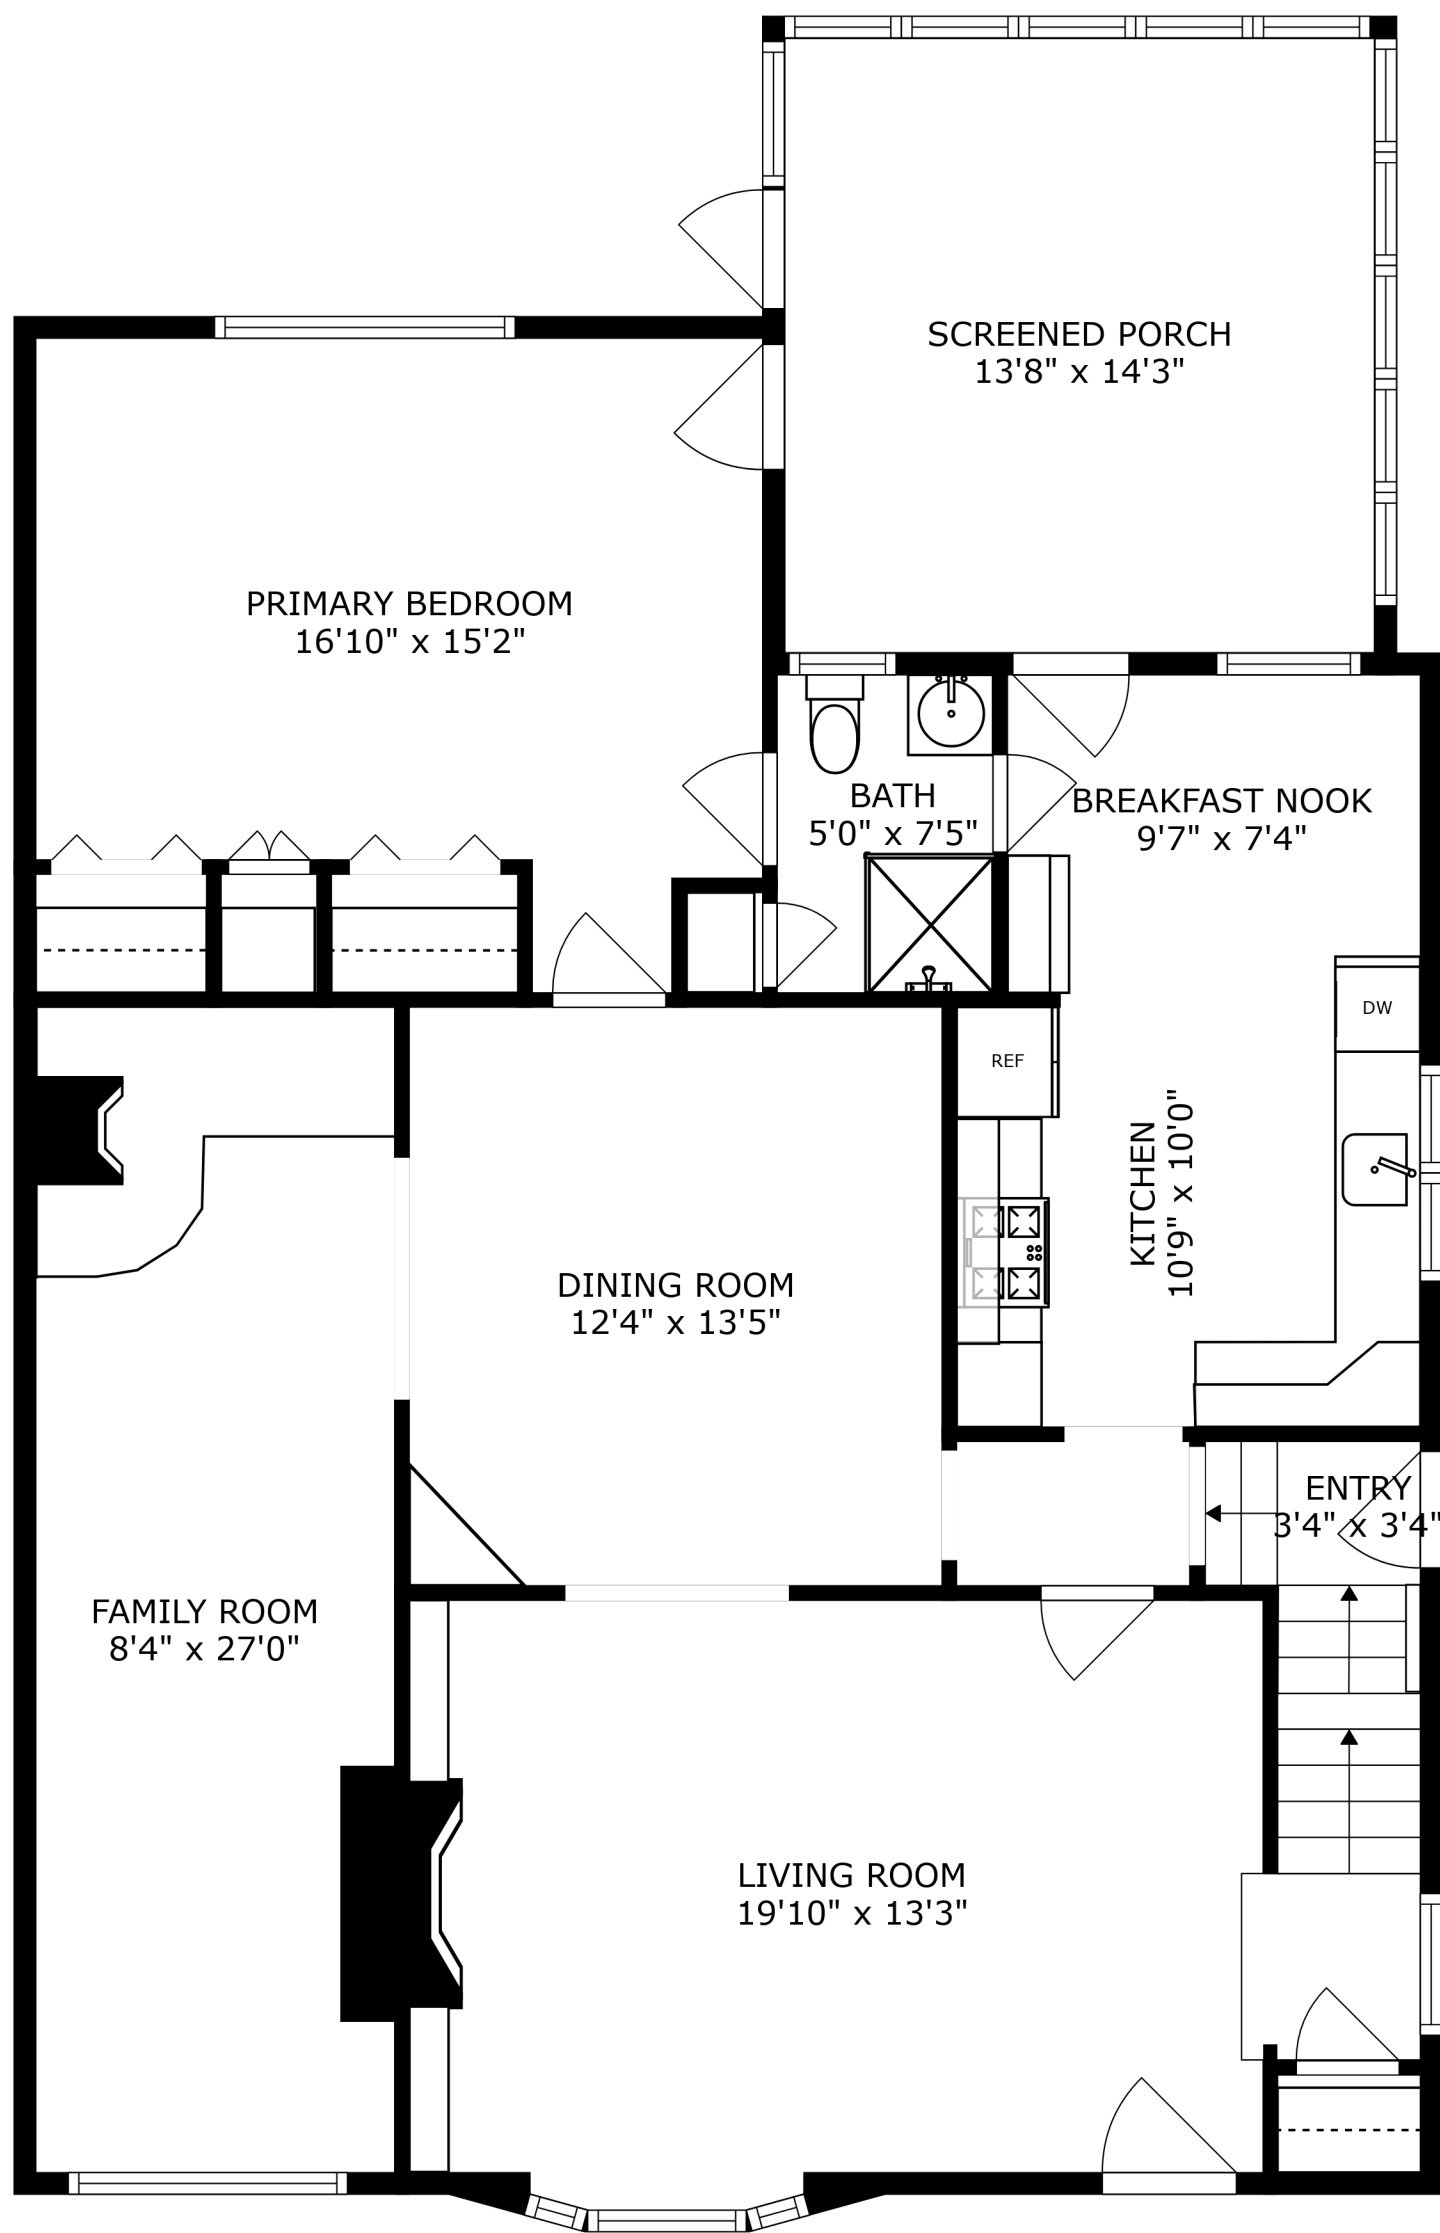 SCREENED PORCH
13'8" x 14'3"
PRIMARY BEDROOM
16'10" x 15'2"
BATH
5'0" x 7'5"
BREAKFAST NOOK
9'7" x 7'4"
DW
REF
KITCHEN
10'9" x 10'0"
DINING ROOM
12'4" x 13'5"
ENTRY
3'4" x 3'4"
FAMILY ROOM
8'4" x 27'0"
LIVING ROOM
19'10" x 13'3"